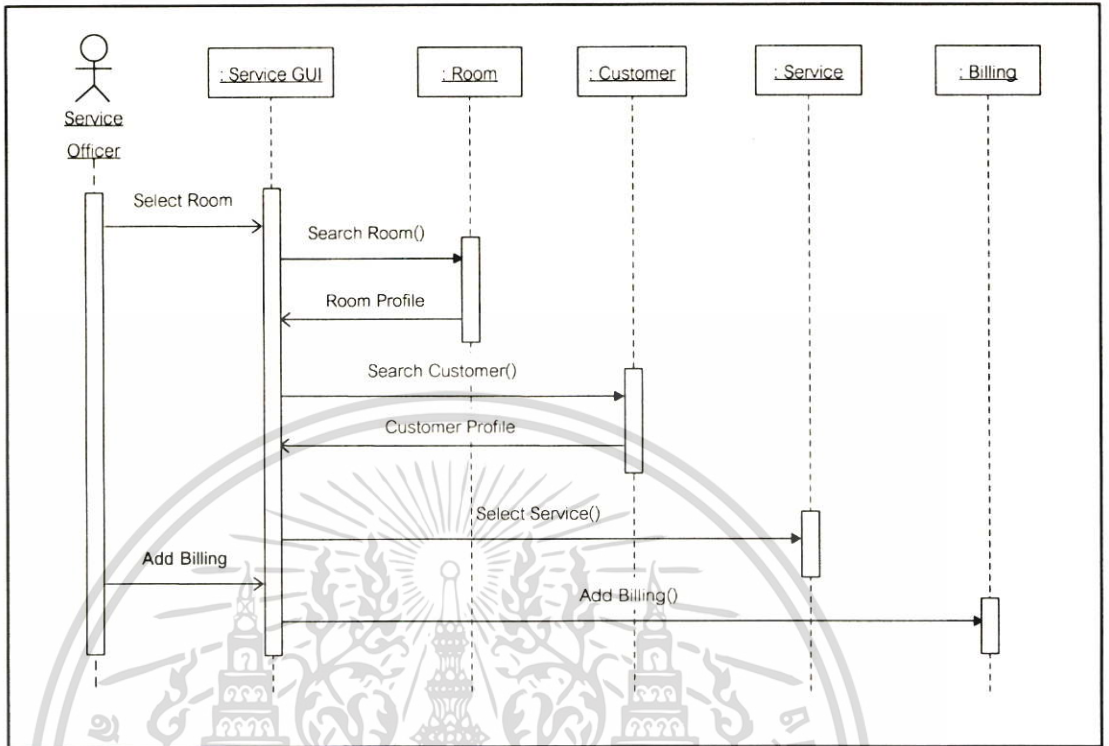 : Service GUI
: Room
: Customer
: Service
: Billing
Service
Officer
Select Room
Search Room()
Room Profile
Search Customer()
Customer Profile
Select Service()
Add Billing
Add Billing()